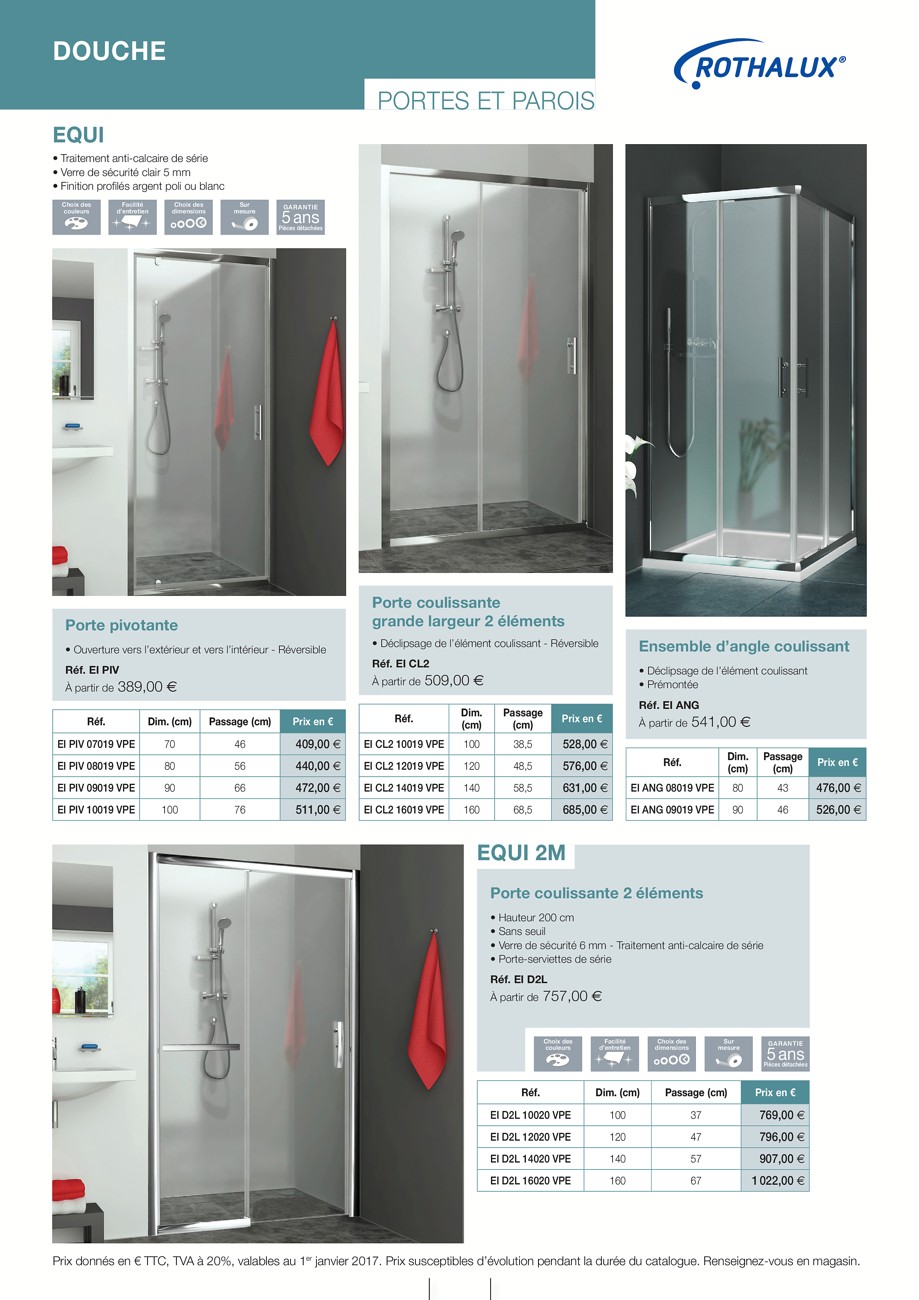 DOUCHE
ROTHALUX®
PORTES ET PAROIS
EQUI
• Traitement anti-calcaire de série
• Verre de sécurité clair 5 mm
• Finition profilés argent poli ou blanc
Choix des couleurs
Facilité d'entretien
Choix des dimensions
Sur mesure
GARANTIE 5 ans Pièces détachées
Porte pivotante
• Ouverture vers l'extérieur et vers l'intérieur - Réversible
Réf. EI PIV
À partir de 389,00 €
Réf. Dim. (cm) Passage (cm) Prix en €
EI PIV 07019 VPE 70 46 409,00 €
EI PIV 08019 VPE 80 56 440,00 €
EI PIV 09019 VPE 90 66 472,00 €
EI PIV 10019 VPE 100 76 511,00 €
Porte coulissante
grande largeur 2 éléments
• Déclipsage de l'élément coulissant - Réversible
Réf. EI CL2
À partir de 509,00 €
Réf. Dim. (cm) Passage (cm) Prix en €
EI CL2 10019 VPE 100 38,5 528,00 €
EI CL2 12019 VPE 120 48,5 576,00 €
EI CL2 14019 VPE 140 58,5 631,00 €
EI CL2 16019 VPE 160 68,5 685,00 €
Ensemble d'angle coulissant
• Déclipsage de l'élément coulissant
• Prémontée
Réf. EI ANG
À partir de 541,00 €
Réf. Dim. (cm) Passage (cm) Prix en €
EI ANG 08019 VPE 80 43 476,00 €
EI ANG 09019 VPE 90 46 526,00 €
EQUI 2M
Porte coulissante 2 éléments
• Hauteur 200 cm
• Sans seuil
• Verre de sécurité 6 mm - Traitement anti-calcaire de série
• Porte-serviettes de série
Réf. EI D2L
À partir de 757,00 €
Choix des couleurs
Facilité d'entretien
Choix des dimensions
Sur mesure
GARANTIE 5 ans Pièces détachées
Réf. Dim. (cm) Passage (cm) Prix en €
EI D2L 10020 VPE 100 37 769,00 €
EI D2L 12020 VPE 120 47 796,00 €
EI D2L 14020 VPE 140 57 907,00 €
EI D2L 16020 VPE 160 67 1 022,00 €
Prix donnés en € TTC, TVA à 20%, valables au 1er janvier 2017. Prix susceptibles d'évolution pendant la durée du catalogue. Renseignez-vous en magasin.